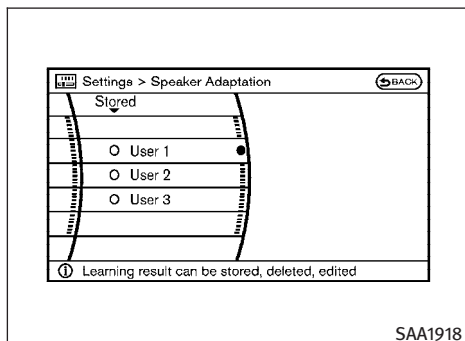 Settings > Speaker Adaptation
BACK
Stored
User 1
User 2
User 3
Learning result can be stored, deleted, edited
SAA1918